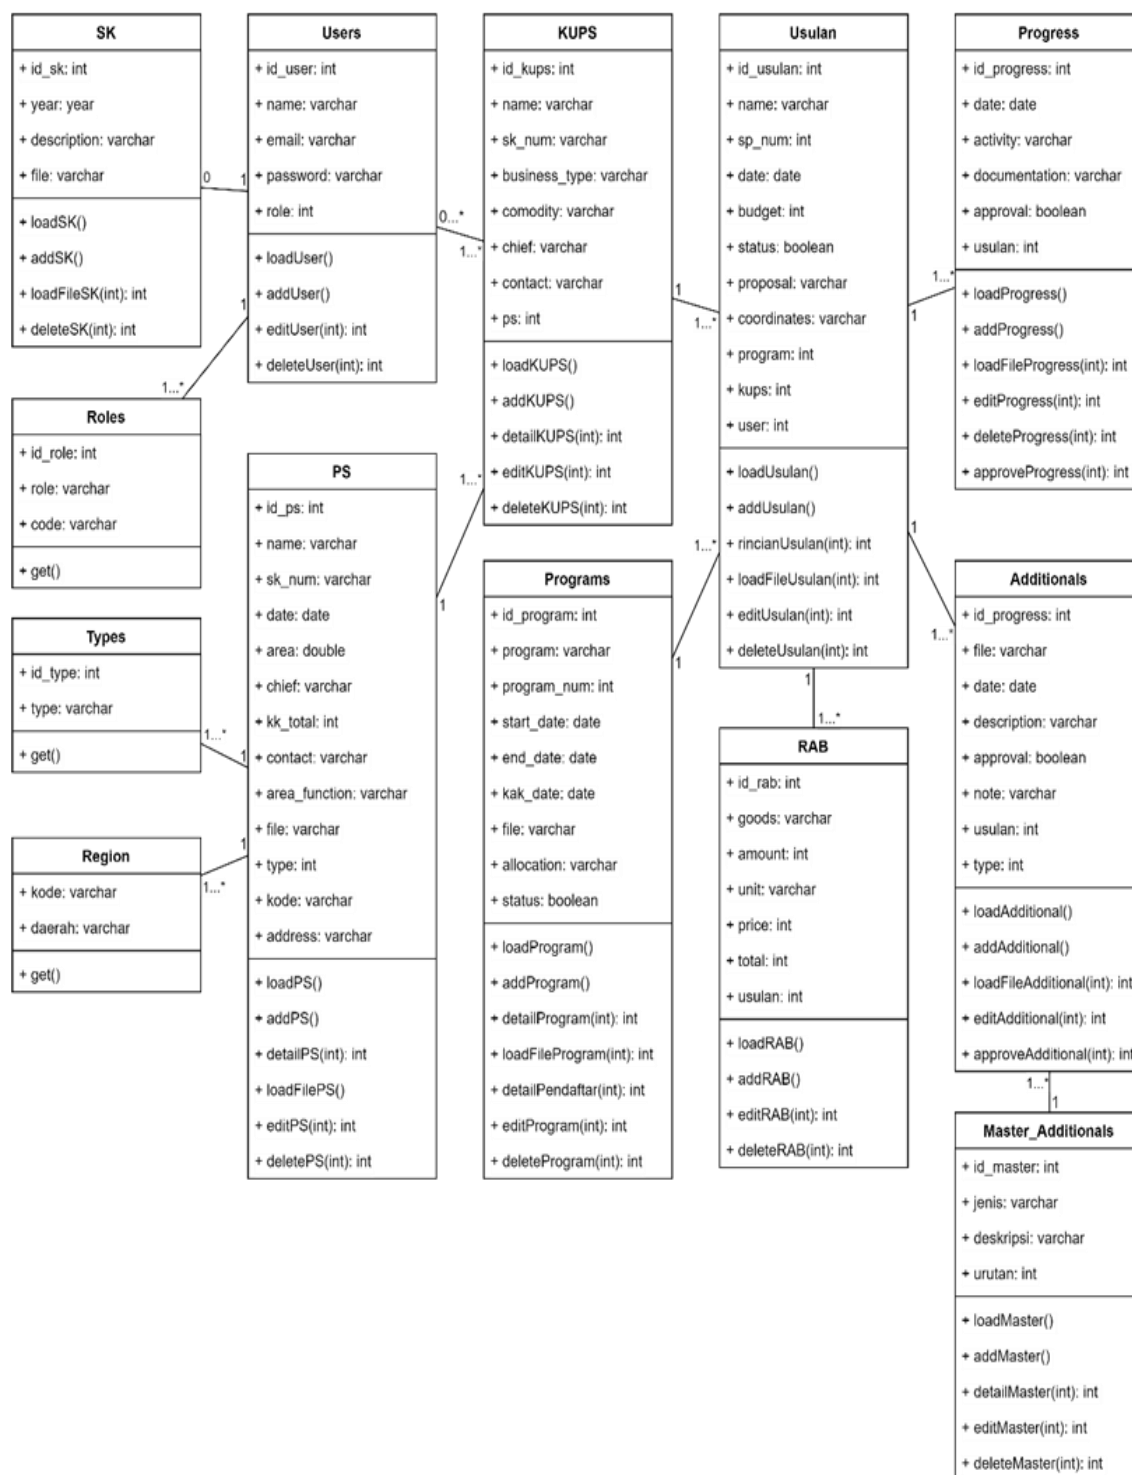 SK
+ id_sk: int
+ year: year
+ description: varchar
+ file: varchar
+ loadSK()
+ addSK()
+ loadFileSK(int): int
+ deleteSK(int): int
0
1
Users
+ id_user: int
+ name: varchar
+ email: varchar
+ password: varchar
+ role: int
+ loadUser()
+ addUser()
+ editUser(int): int
+ deleteUser(int): int
0...*
1...*
1
1...*
KUPS
+ id_kups: int
+ name: varchar
+ sk_num: varchar
+ business_type: varchar
+ comodity: varchar
+ chief: varchar
+ contact: varchar
+ ps: int
+ loadKUPS()
+ addKUPS()
+ detailKUPS(int): int
+ editKUPS(int): int
+ deleteKUPS(int): int
1
1...*
Usulan
+ id_usulan: int
+ name: varchar
+ sp_num: int
+ date: date
+ budget: int
+ status: boolean
+ proposal: varchar
+ coordinates: varchar
+ program: int
+ kups: int
+ user: int
+ loadUsulan()
+ addUsulan()
+ rincianUsulan(int): int
+ loadFileUsulan(int): int
+ editUsulan(int): int
+ deleteUsulan(int): int
1...*
1
Progress
+ id_progress: int
+ date: date
+ activity: varchar
+ documentation: varchar
+ approval: boolean
+ usulan: int
+ loadProgress()
+ addProgress()
+ loadFileProgress(int): int
+ editProgress(int): int
+ deleteProgress(int): int
+ approveProgress(int): int
Roles
+ id_role: int
+ role: varchar
+ code: varchar
+ get()
Types
+ id_type: int
+ type: varchar
+ get()
1...*
1
Region
+ kode: varchar
+ daerah: varchar
+ get()
1
1...*
PS
+ id_ps: int
+ name: varchar
+ sk_num: varchar
+ date: date
+ area: double
+ chief: varchar
+ kk_total: int
+ contact: varchar
+ area_function: varchar
+ file: varchar
+ type: int
+ kode: varchar
+ address: varchar
+ loadPS()
+ addPS()
+ detailPS(int): int
+ loadFilePS()
+ editPS(int): int
+ deletePS(int): int
1...*
1
Programs
+ id_program: int
+ program: varchar
+ program_num: int
+ start_date: date
+ end_date: date
+ kak_date: date
+ file: varchar
+ allocation: varchar
+ status: boolean
+ loadProgram()
+ addProgram()
+ detailProgram(int): int
+ loadFileProgram(int): int
+ detailPendaftar(int): int
+ editProgram(int): int
+ deleteProgram(int): int
1...*
1
1
1...*
RAB
+ id_rab: int
+ goods: varchar
+ amount: int
+ unit: varchar
+ price: int
+ total: int
+ usulan: int
+ loadRAB()
+ addRAB()
+ editRAB(int): int
+ deleteRAB(int): int
1
1...*
Additionals
+ id_progress: int
+ file: varchar
+ date: date
+ description: varchar
+ approval: boolean
+ note: varchar
+ usulan: int
+ type: int
+ loadAdditional()
+ addAdditional()
+ loadFileAdditional(int): int
+ editAdditional(int): int
+ approveAdditional(int): int
1...*
1
Master_Additionals
+ id_master: int
+ jenis: varchar
+ deskripsi: varchar
+ urutan: int
+ loadMaster()
+ addMaster()
+ detailMaster(int): int
+ editMaster(int): int
+ deleteMaster(int): int